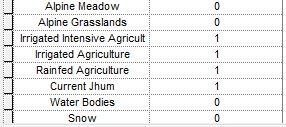 Alpine Meadow 0
Alpine Grasslands 0
Irrigated Intensive Agricult 1
Irrigated Agriculture 1
Rainfed Agriculture 1
Current Jhum 1
Water Bodies 0
Snow 0